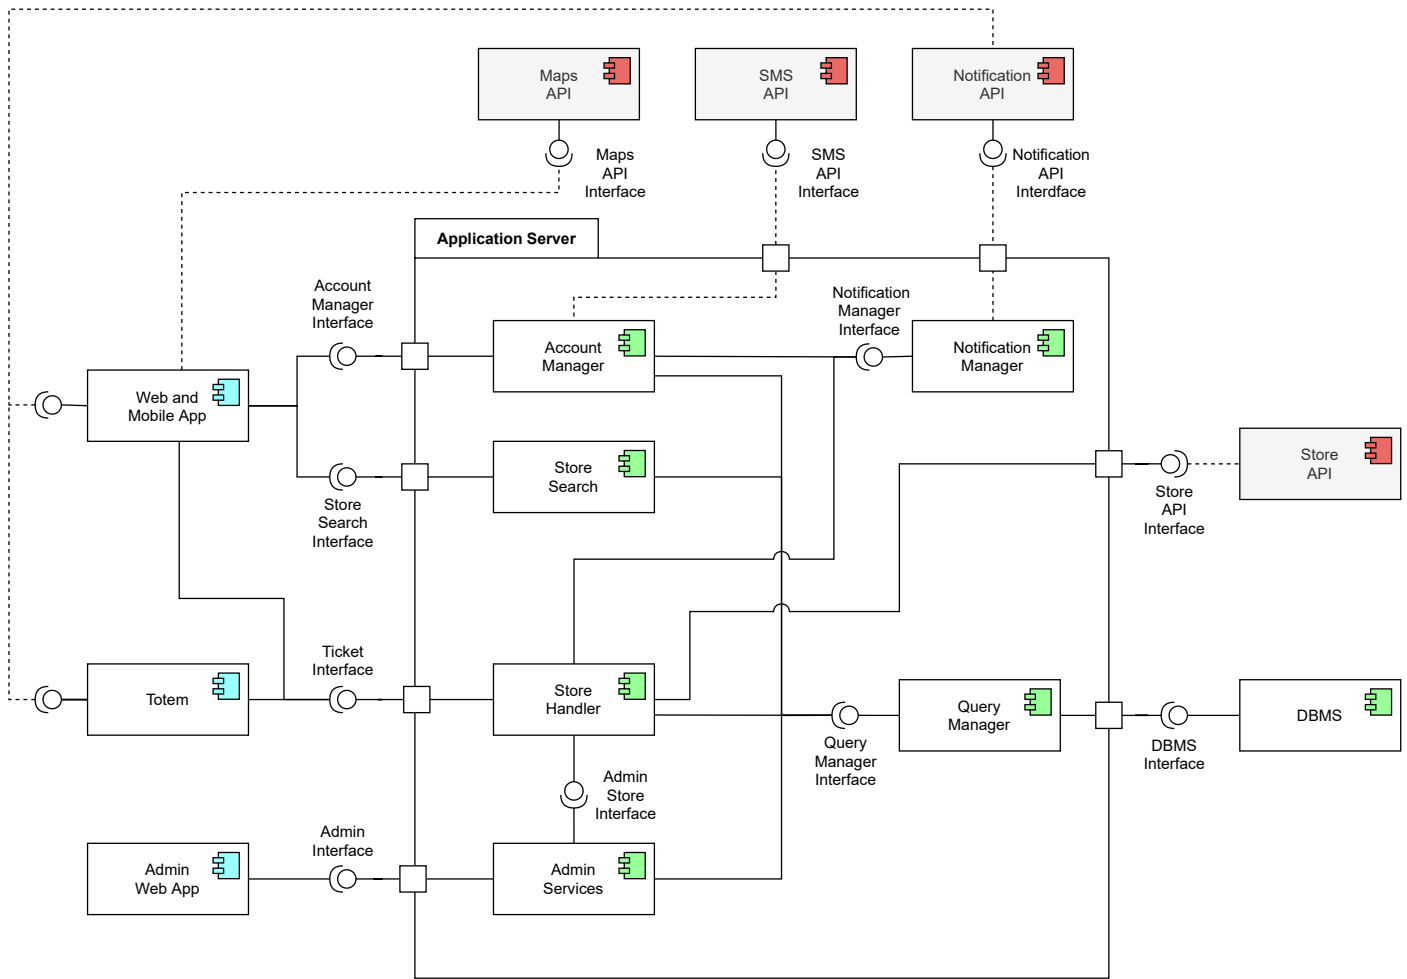 Maps
API
SMS
API
Notification
API
Maps
API
Interface
SMS
API
Interface
Notification
API
Interdface
Application Server
Account
Manager
Interface
Notification
Manager
Interface
Account
Manager
Notification
Manager
Web and
Mobile App
Store
Search
Store
API
Store
Search
Interface
Store
API
Interface
Ticket
Interface
Totem
Store
Handler
Query
Manager
DBMS
Query
Manager
Interface
DBMS
Interface
Admin
Store
Interface
Admin
Interface
Admin
Web App
Admin
Services